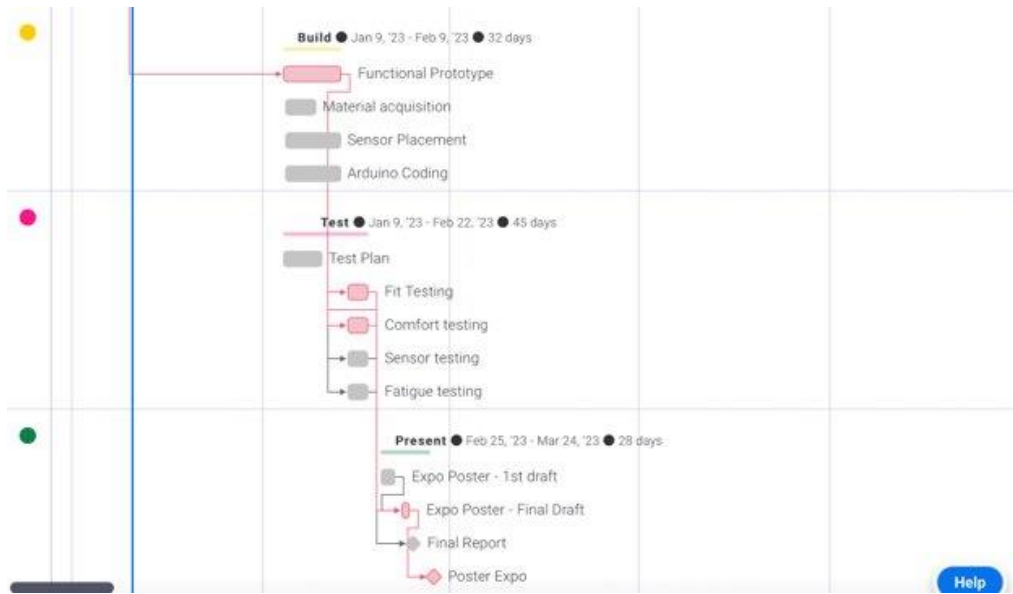 Build ● Jan 9, '23 - Feb 9, '23 ● 32 days
Functional Prototype
Material acquisition
Sensor Placement
Arduino Coding
Test ● Jan 9, '23 - Feb 22, '23 ● 45 days
Test Plan
Fit Testing
Comfort testing
Sensor testing
Fatigue testing
Present ● Feb 25, '23 - Mar 24, '23 ● 28 days
Expo Poster - 1st draft
Expo Poster - Final Draft
Final Report
Poster Expo
Help